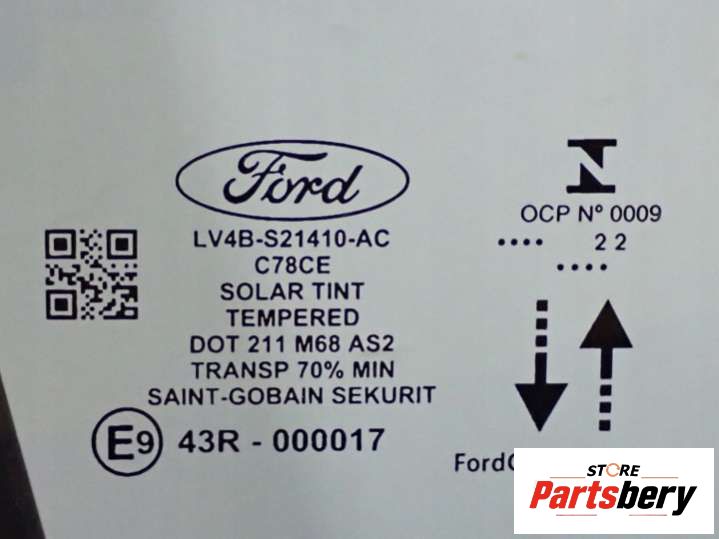 Ford
LV4B-S21410-AC
C78CE
SOLAR TINT
TEMPERED
DOT 211 M68 AS2
TRANSP 70% MIN
SAINT-GOBAIN SEKURIT
E9 43R - 000017
N
OCP Nº 0009
•••• 2 2
••••
STORE
Partsbery